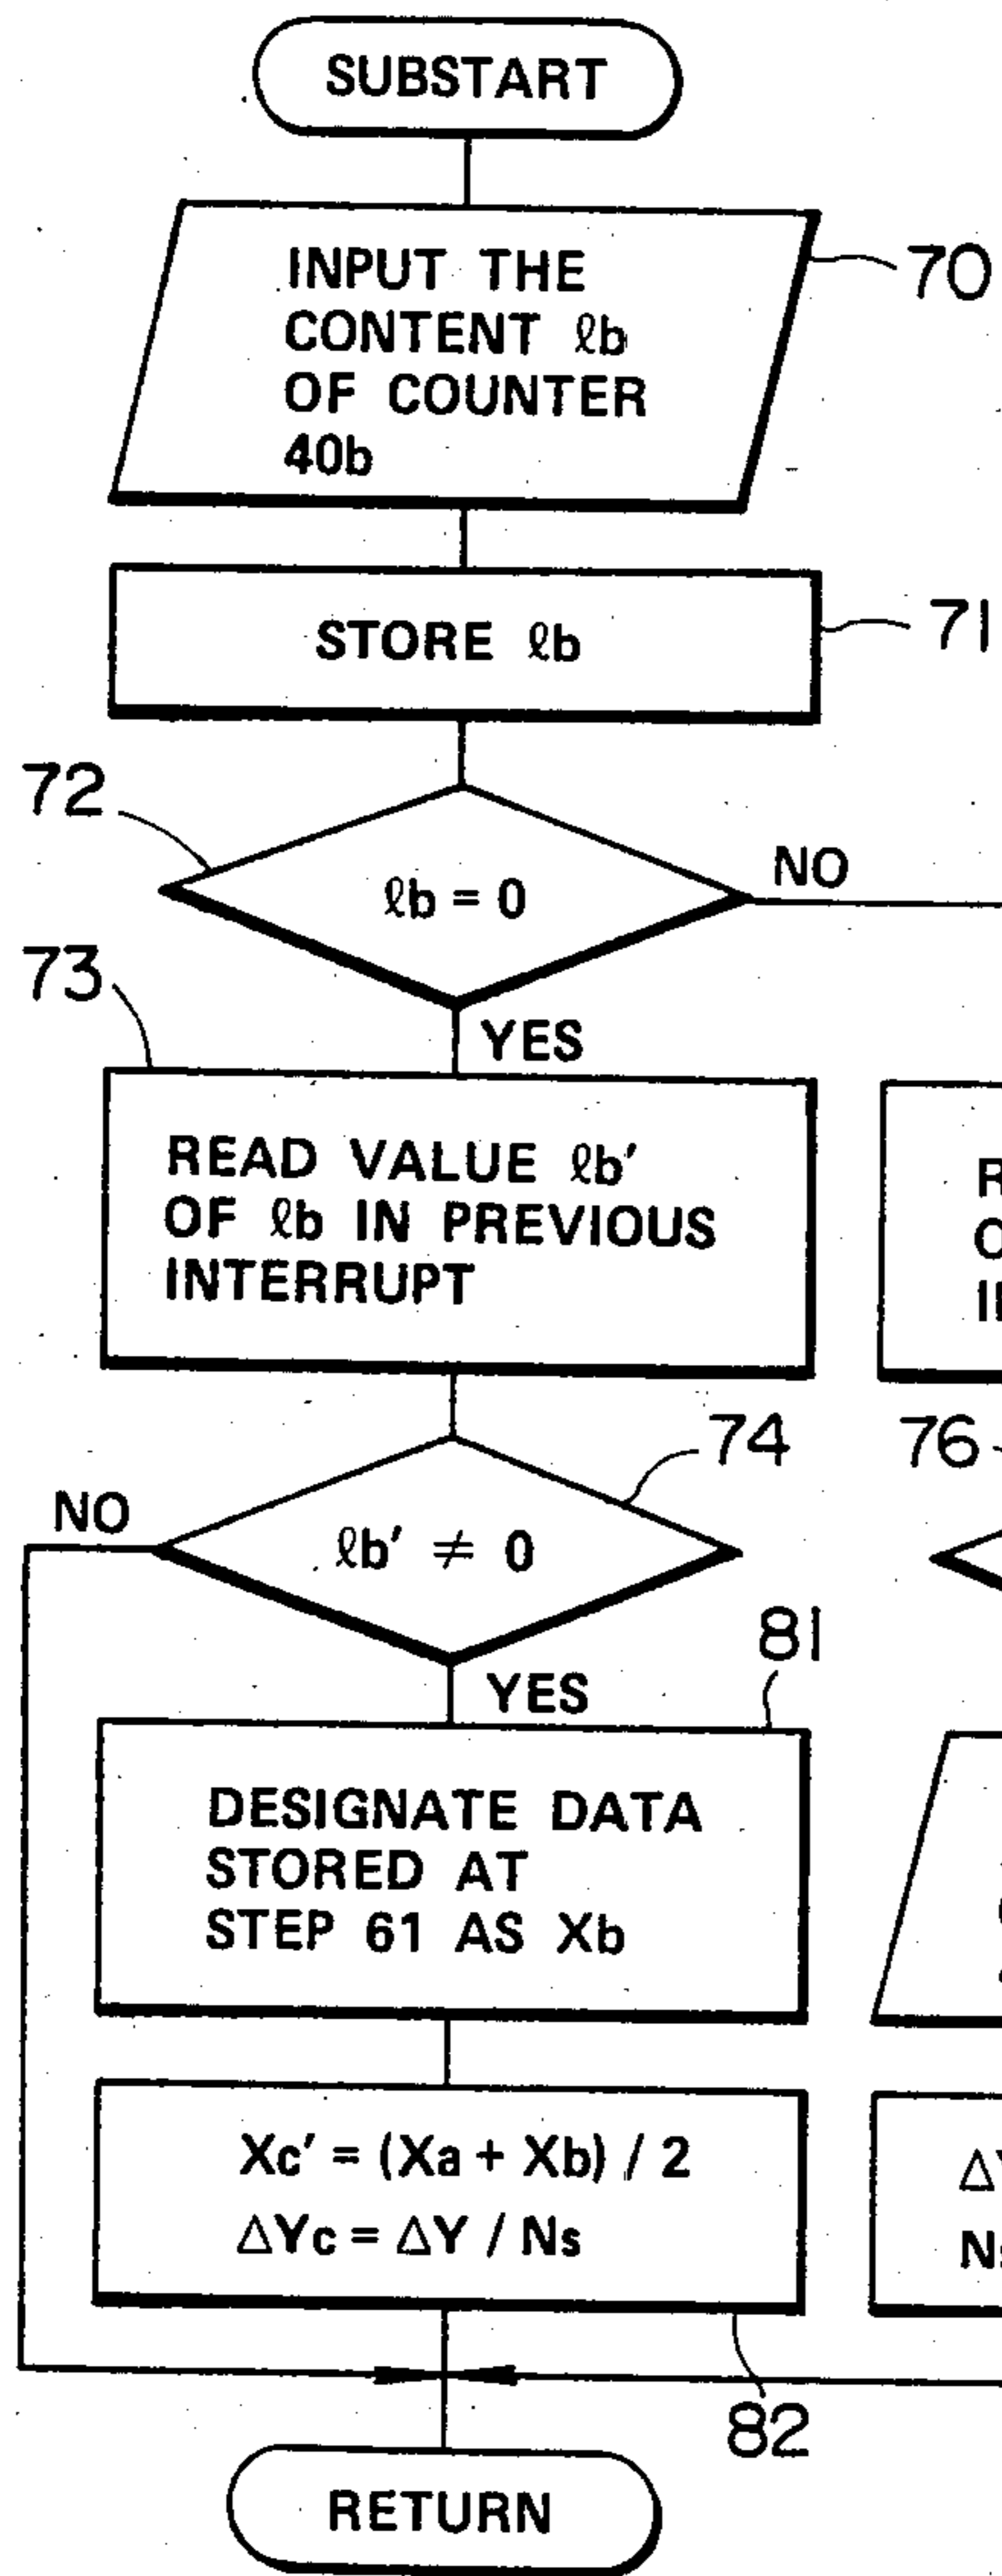 SUBSTART
INPUT THE
CONTENT ℓb
OF COUNTER
40b
70
STORE ℓb
71
72
ℓb = 0
NO
73
YES
READ VALUE ℓb'
OF ℓb IN PREVIOUS
INTERRUPT
74
76
NO
ℓb' ≠ 0
81
YES
DESIGNATE DATA
STORED AT
STEP 61 AS Xb
Xc' = (Xa + Xb) / 2
ΔYc = ΔY / Ns
82
RETURN